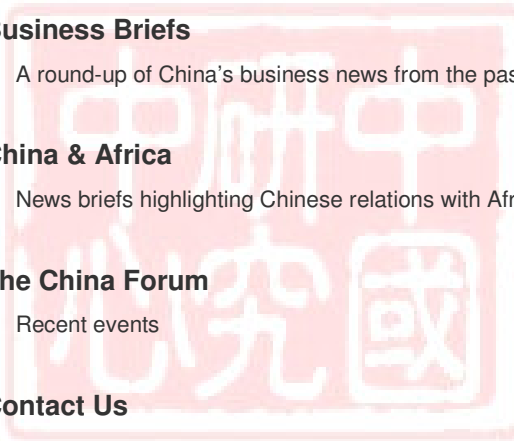 usiness Briefs
A round-up of China's business news from the pas
hina & Africa
News briefs highlighting Chinese relations with Afr
he China Forum
Recent events
ontact Us
中研中
心究國